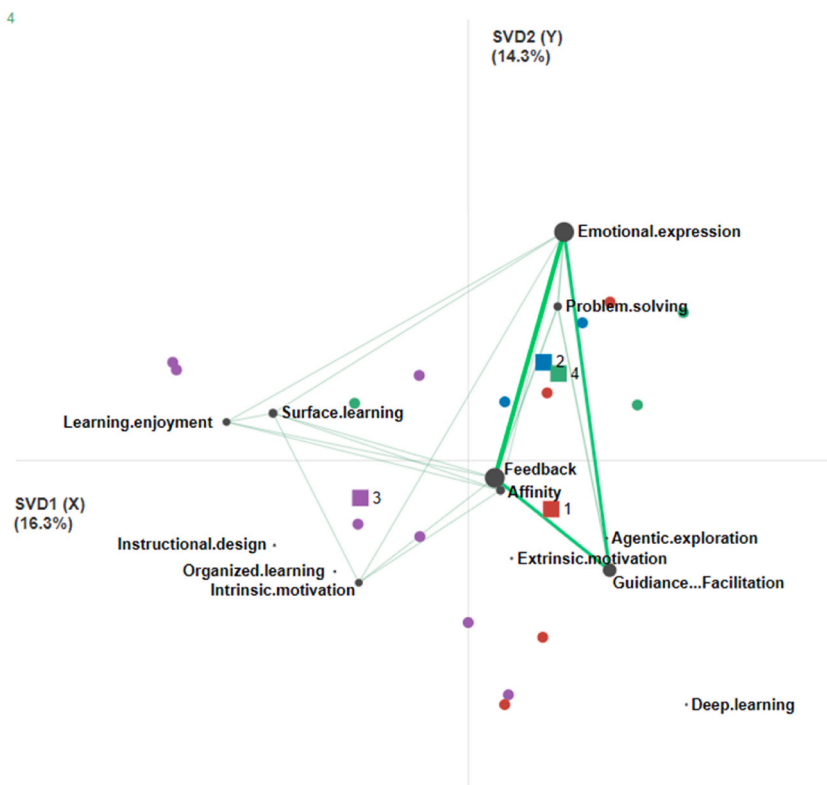 4
SVD2 (Y)
(14.3%)
Emotional.expression
Problem.solving
2
4
Learning.enjoyment
Surface.learning
Feedback
Affinity
SVD1 (X)
(16.3%)
3
1
Instructional.design
Agentic.exploration
Extrinsic.motivation
Organized.learning
Intrinsic.motivation
Guidiance...Facilitation
Deep.learning